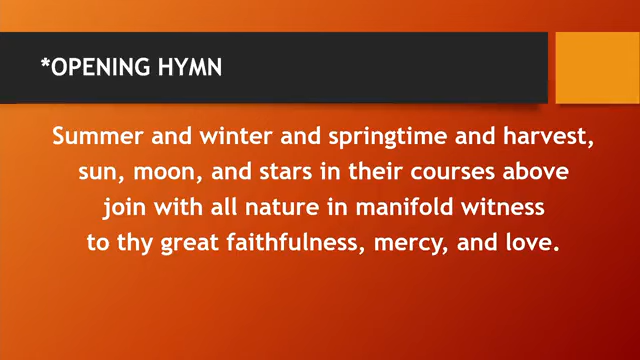 *OPENING HYMN
Summer and winter and springtime and harvest,
sun, moon, and stars in their courses above
join with all nature in manifold witness
to thy great faithfulness, mercy, and love.